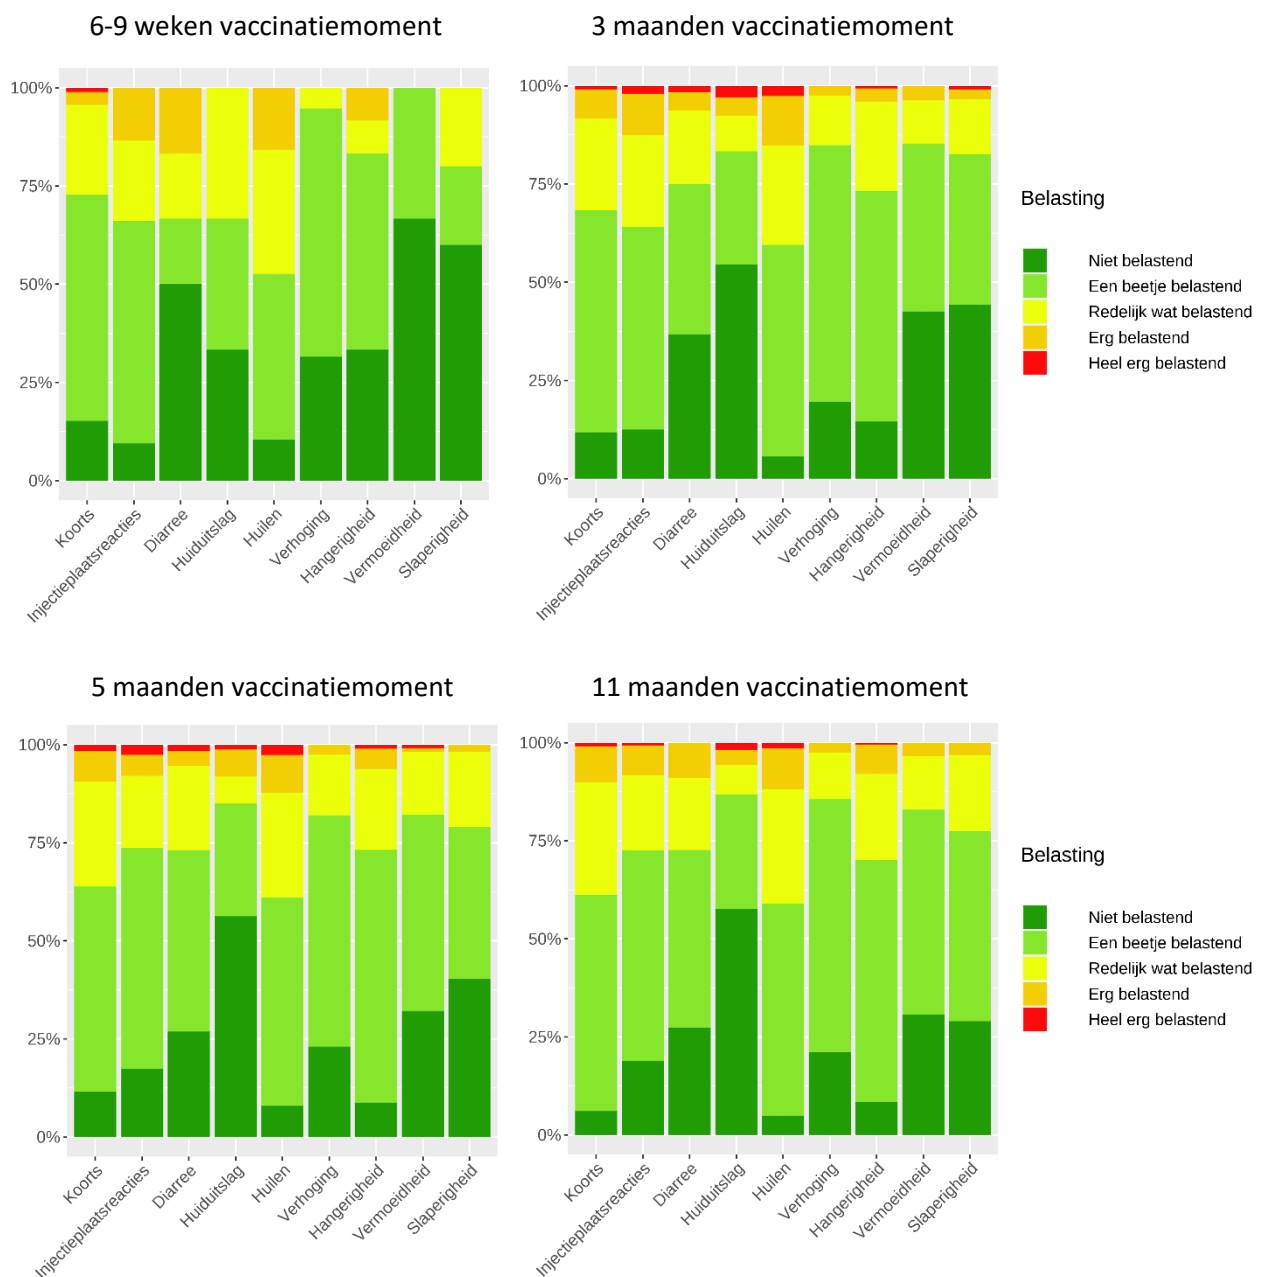 6-9 weken vaccinatiemoment
100%
75%
50%
25%
0%
Koorts
Injectieplaatsreacties
Diarree
Huiduitslag
Huilen
Verhoging
Hangerigheid
Vermoeidheid
Slaperigheid
3 maanden vaccinatiemoment
100%
75%
50%
25%
0%
Koorts
Injectieplaatsreacties
Diarree
Huiduitslag
Huilen
Verhoging
Hangerigheid
Vermoeidheid
Slaperigheid
Belasting
Niet belastend
Een beetje belastend
Redelijk wat belastend
Erg belastend
Heel erg belastend
5 maanden vaccinatiemoment
100%
75%
50%
25%
0%
Koorts
Injectieplaatsreacties
Diarree
Huiduitslag
Huilen
Verhoging
Hangerigheid
Vermoeidheid
Slaperigheid
11 maanden vaccinatiemoment
100%
75%
50%
25%
0%
Koorts
Injectieplaatsreacties
Diarree
Huiduitslag
Huilen
Verhoging
Hangerigheid
Vermoeidheid
Slaperigheid
Belasting
Niet belastend
Een beetje belastend
Redelijk wat belastend
Erg belastend
Heel erg belastend